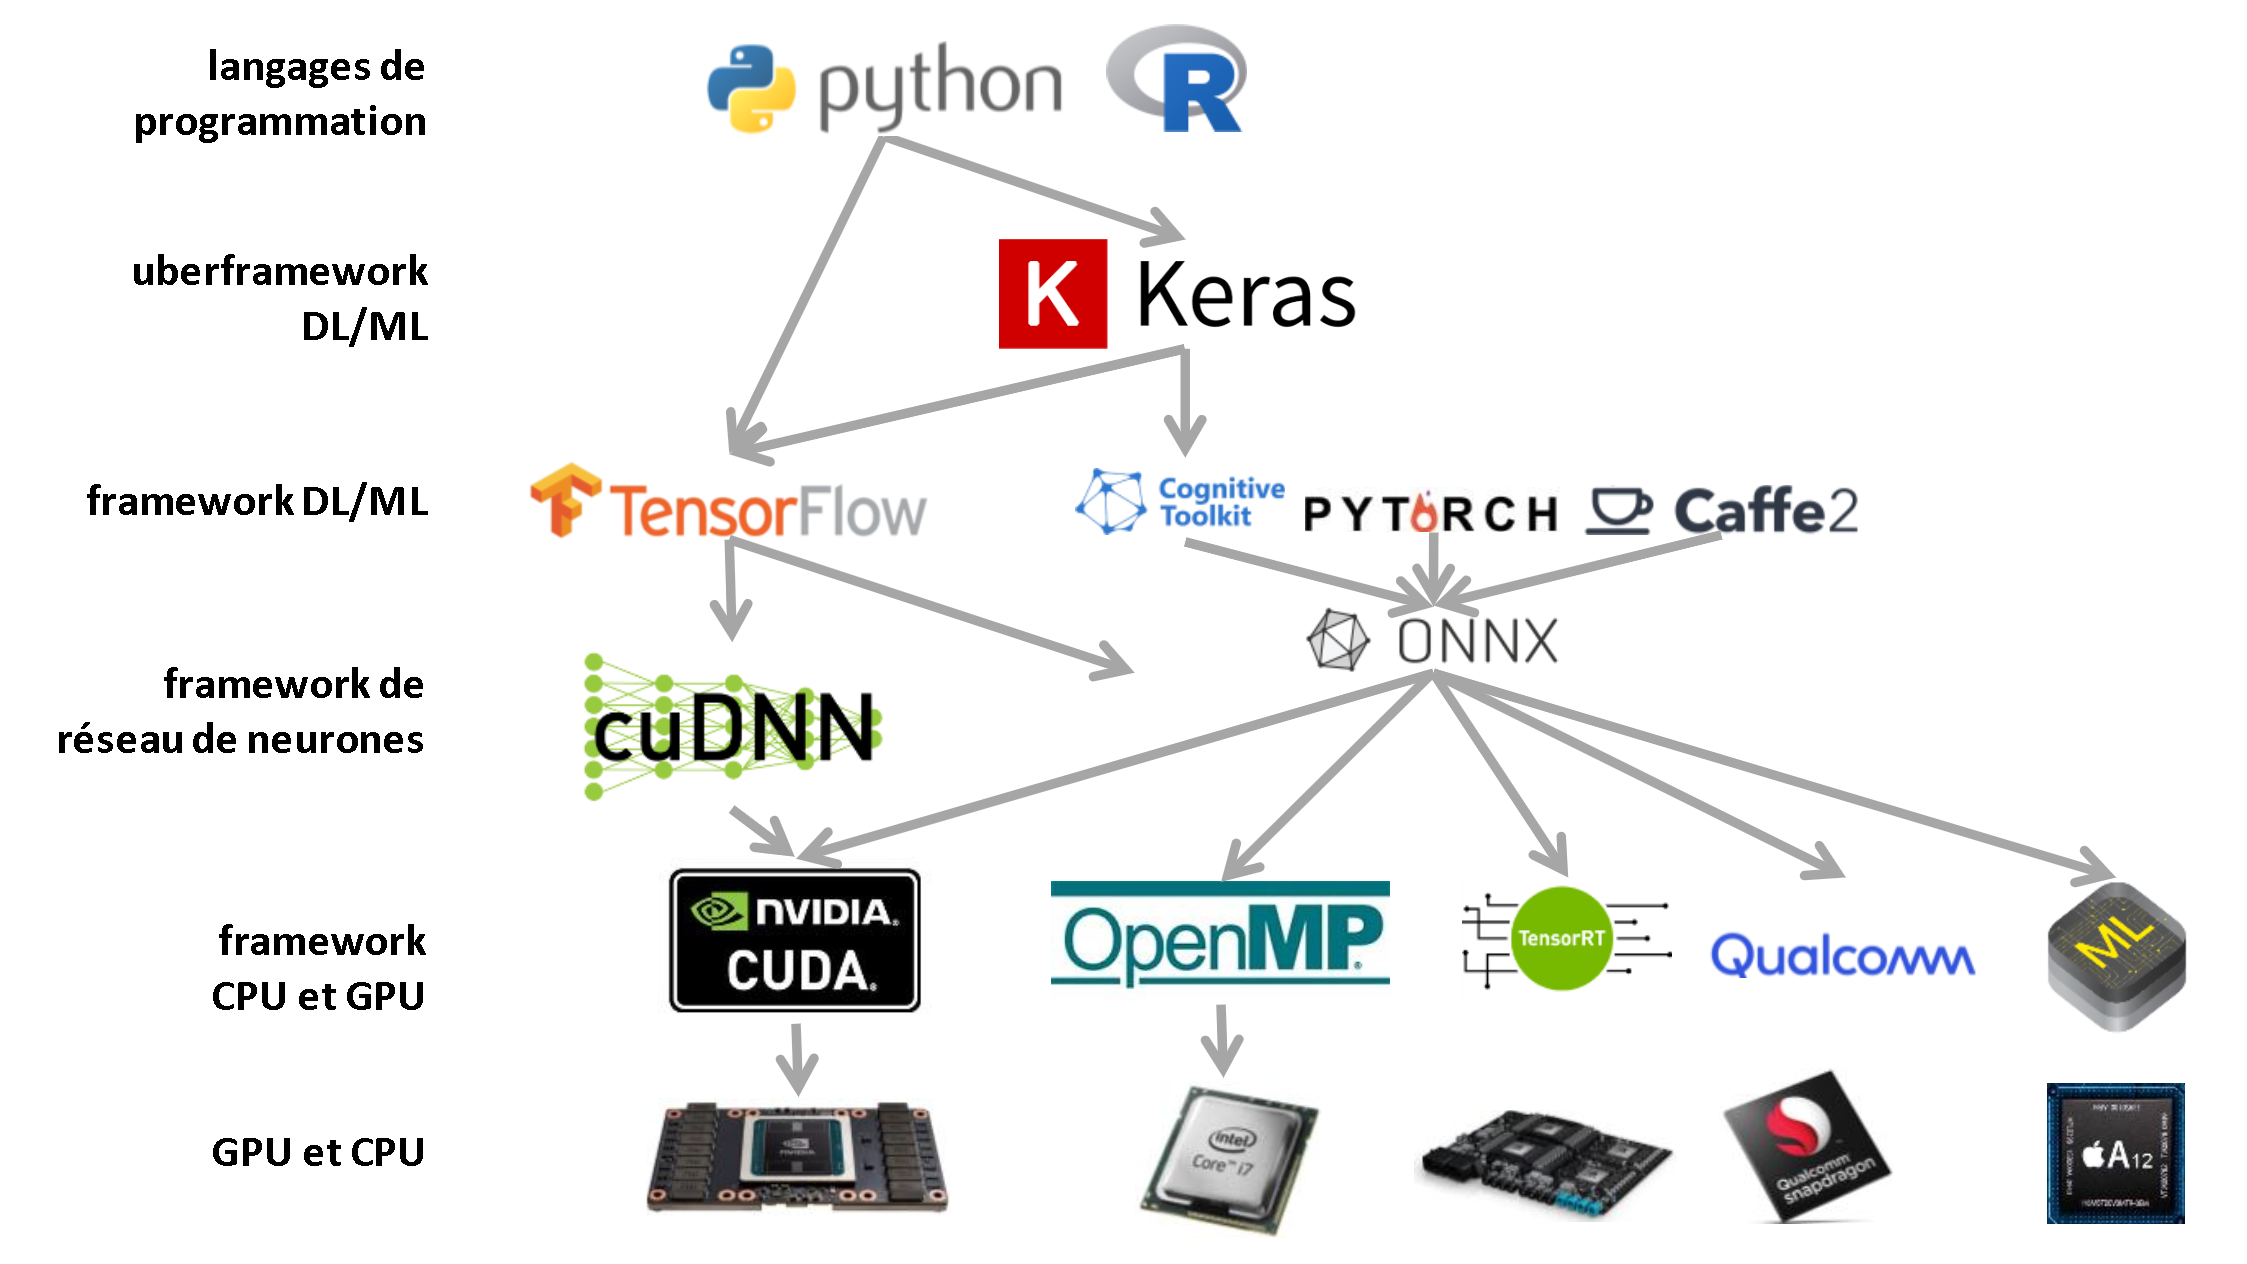 langages de
programmation
python
R
uberframework
DL/ML
K Keras
framework DL/ML
TensorFlow
Cognitive
Toolkit
PYTORCH
Caffe2
framework de
réseau de neurones
cuDNN
ONNX
framework
CPU et GPU
NVIDIA.
CUDA.
OpenMP
TensorRT
Qualcomm
ML
GPU et CPU
NVIDIA
intel
Core™ i7
Qualcomm
snapdragon
A12